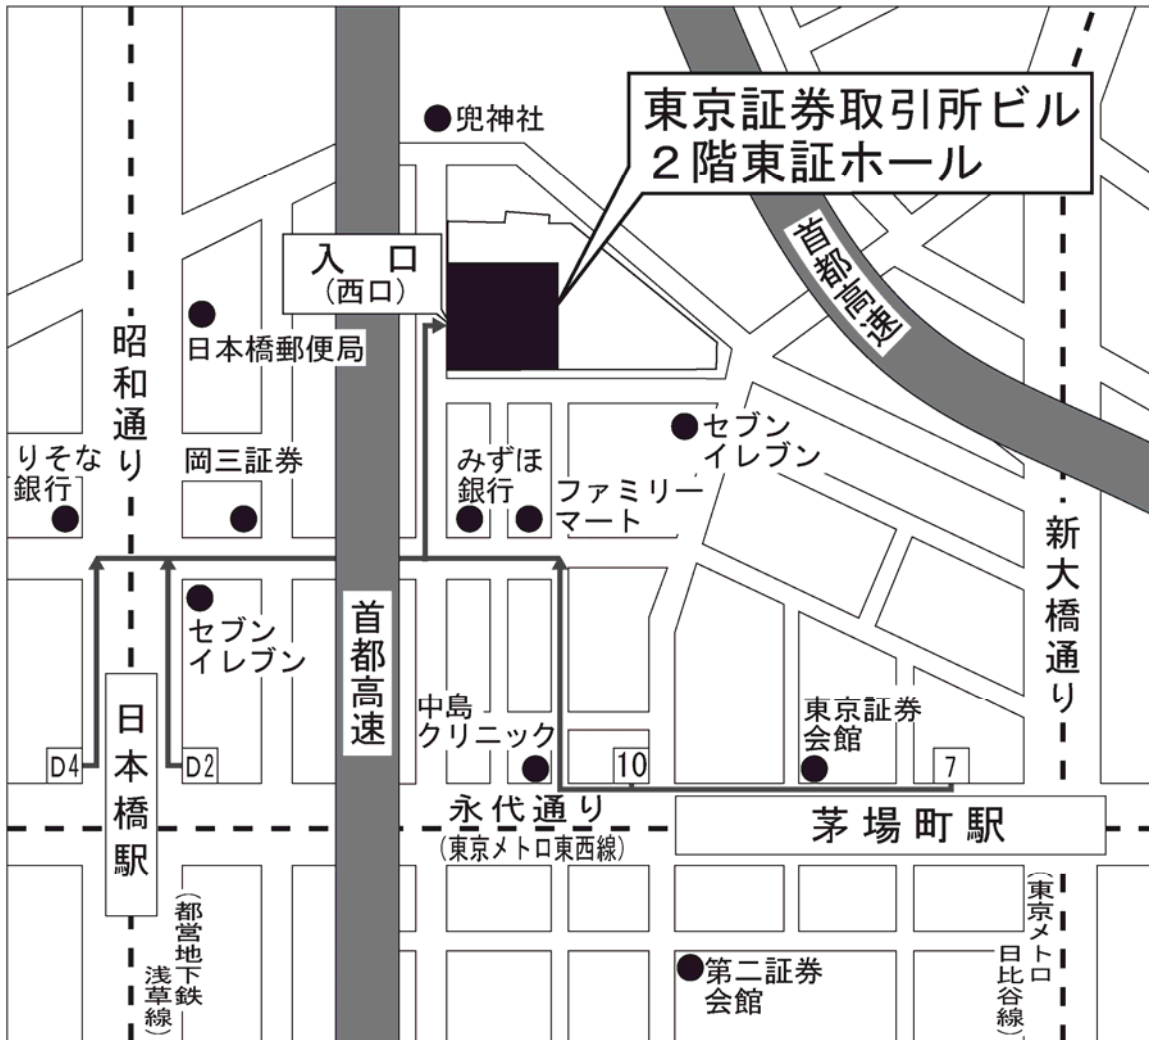 兜神社
東京証券取引所ビル
２階東証ホール
首都高速
入　口
(西口)
日本橋郵便局
昭和通り
セブン
イレブン
りそな
銀行
岡三証券
みずほ
銀行
ファミリー
マート
新大橋通り
セブン
イレブン
首都高速
中島
クリニック
東京証券
会館
日本橋駅
D4
D2
10
7
永代通り
(東京メトロ東西線)
茅場町駅
(都営地下鉄
浅草線)
(東京メトロ
日比谷線)
第二証券
会館